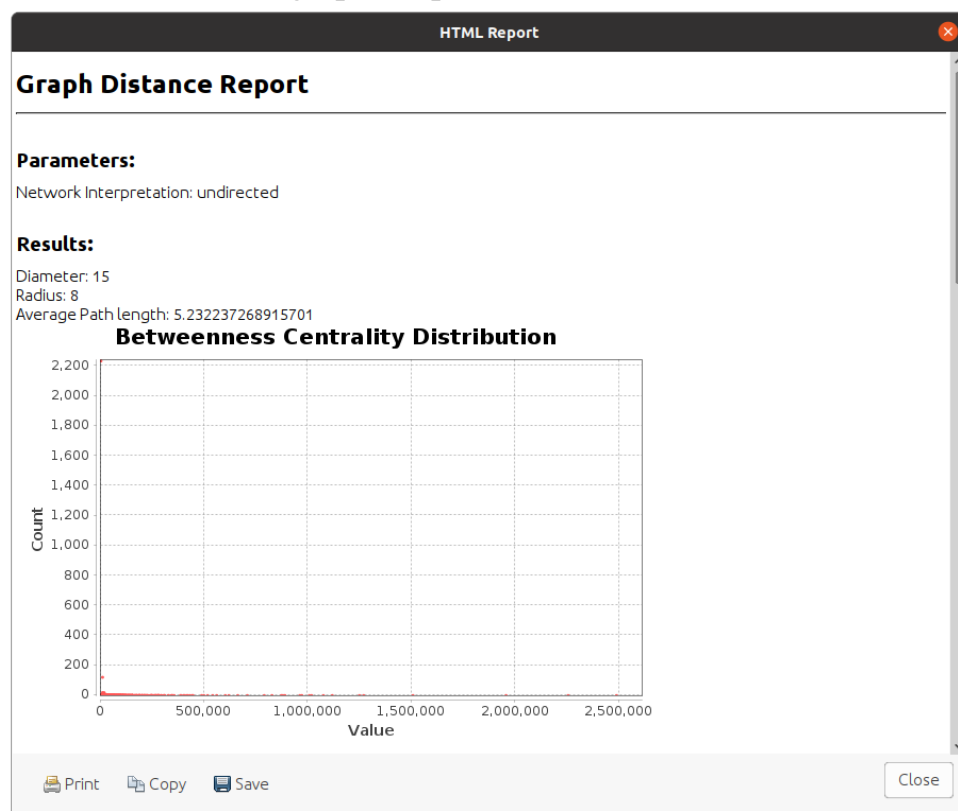 HTML Report
Graph Distance Report
Parameters:
Network Interpretation: undirected
Results:
Diameter: 15
Radius: 8
Average Path length: 5.232237268915701
Betweenness Centrality Distribution
2,200
2,000
1,800
1,600
1,400
1,200
1,000
800
600
400
200
0
Count
0 500,000 1,000,000 1,500,000 2,000,000 2,500,000
Value
Print Copy Save Close